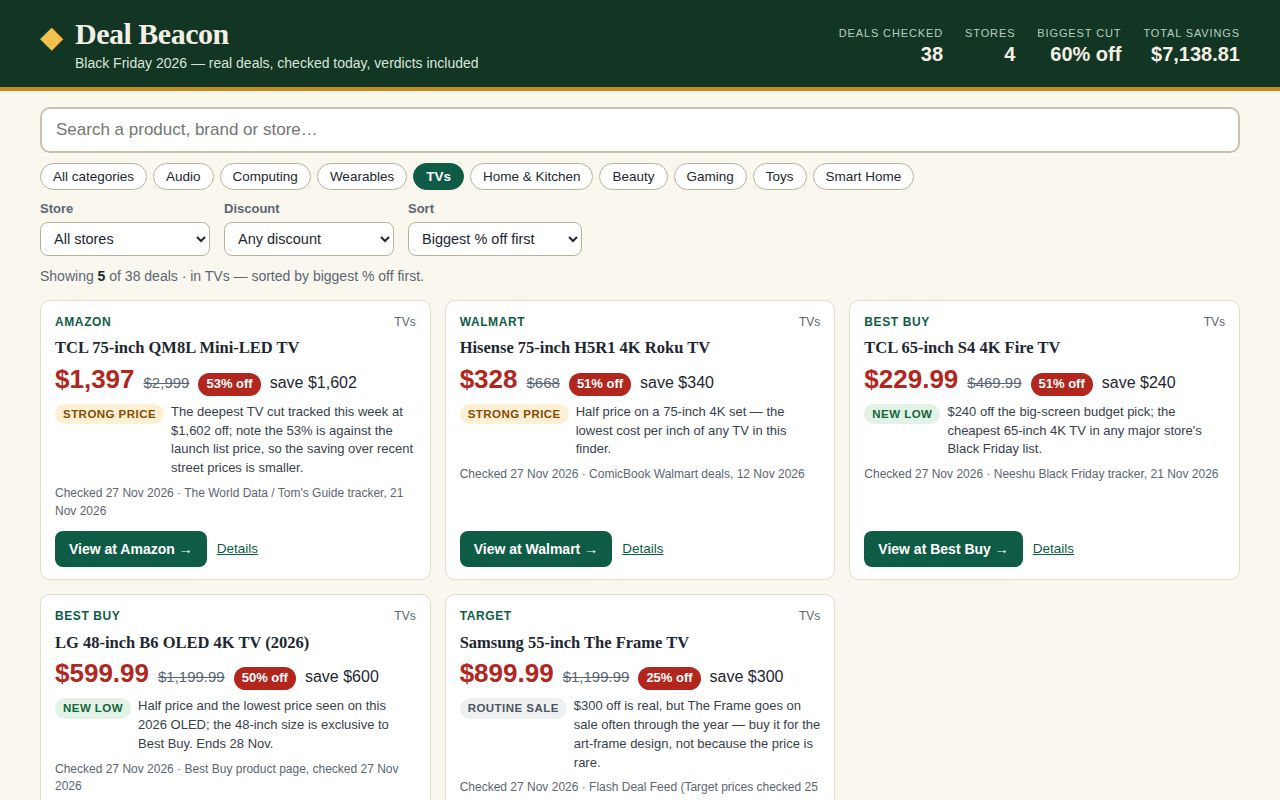 ◆ Deal Beacon
Black Friday 2026 — real deals, checked today, verdicts included
DEALS CHECKED
38
STORES
4
BIGGEST CUT
60% off
TOTAL SAVINGS
$7,138.81
Search a product, brand or store…
All categories Audio Computing Wearables TVs Home & Kitchen Beauty Gaming Toys Smart Home
Store Discount Sort
All stores Any discount Biggest % off first
Showing 5 of 38 deals · in TVs — sorted by biggest % off first.
AMAZON TVs
TCL 75-inch QM8L Mini-LED TV
$1,397 $2,999 53% off save $1,602
STRONG PRICE
The deepest TV cut tracked this week at
$1,602 off; note the 53% is against the
launch list price, so the saving over recent
street prices is smaller.
Checked 27 Nov 2026 · The World Data / Tom's Guide tracker, 21
Nov 2026
View at Amazon → Details
WALMART TVs
Hisense 75-inch H5R1 4K Roku TV
$328 $668 51% off save $340
STRONG PRICE
Half price on a 75-inch 4K set — the
lowest cost per inch of any TV in this
finder.
Checked 27 Nov 2026 · ComicBook Walmart deals, 12 Nov 2026
View at Walmart → Details
BEST BUY TVs
TCL 65-inch S4 4K Fire TV
$229.99 $469.99 51% off save $240
NEW LOW
$240 off the big-screen budget pick; the
cheapest 65-inch 4K TV in any major store's
Black Friday list.
Checked 27 Nov 2026 · Neeshu Black Friday tracker, 21 Nov 2026
View at Best Buy → Details
BEST BUY TVs
LG 48-inch B6 OLED 4K TV (2026)
$599.99 $1,199.99 50% off save $600
NEW LOW
Half price and the lowest price seen on this
2026 OLED; the 48-inch size is exclusive to
Best Buy. Ends 28 Nov.
Checked 27 Nov 2026 · Best Buy product page, checked 27 Nov
2026
TARGET TVs
Samsung 55-inch The Frame TV
$899.99 $1,199.99 25% off save $300
ROUTINE SALE
$300 off is real, but The Frame goes on
sale often through the year — buy it for the
art-frame design, not because the price is
rare.
Checked 27 Nov 2026 · Flash Deal Feed (Target prices checked 25